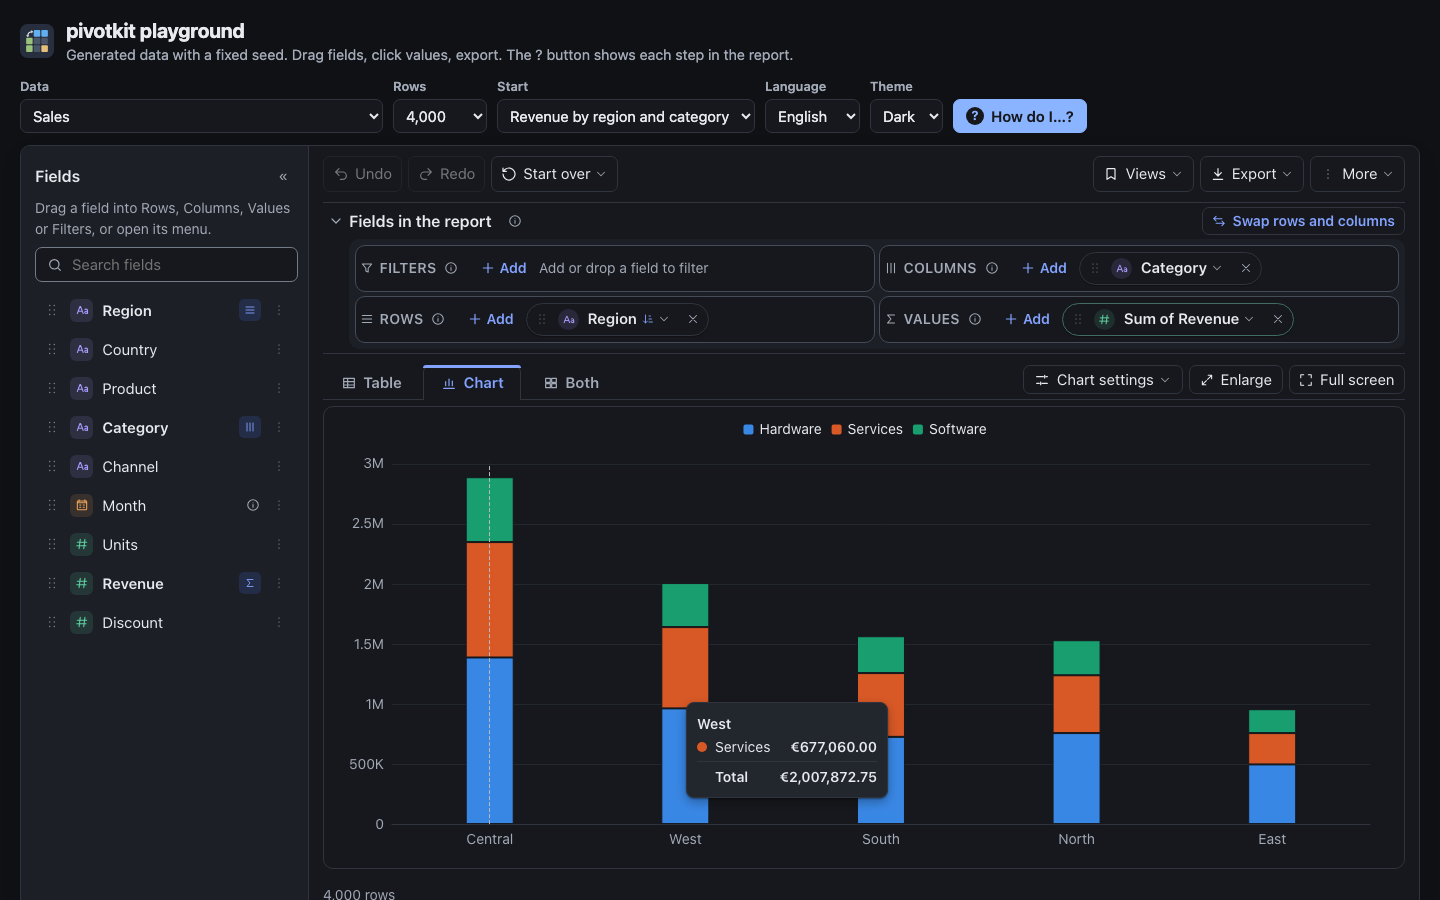 pivotkit playground
Generated data with a fixed seed. Drag fields, click values, export. The ? button shows each step in the report.
Data
Rows
Start
Language
Theme
Sales
4,000
Revenue by region and category
English
Dark
? How do I...?
Fields
«
Undo
Redo
Start over
Views
Export
More
Drag a field into Rows, Columns, Values
or Filters, or open its menu.
Search fields
Aa Region
Aa Country
Aa Product
Aa Category
Aa Channel
Month
# Units
# Revenue Σ
# Discount
Fields in the report
Swap rows and columns
FILTERS
+ Add
Add or drop a field to filter
COLUMNS
+ Add
Aa Category
ROWS
+ Add
Aa Region
Σ VALUES
+ Add
# Sum of Revenue
Table
Chart
Both
Chart settings
Enlarge
Full screen
Hardware
Services
Software
3M
2.5M
2M
1.5M
1M
500K
0
West
Services €677,060.00
Total €2,007,872.75
Central
West
South
North
East
4,000 rows